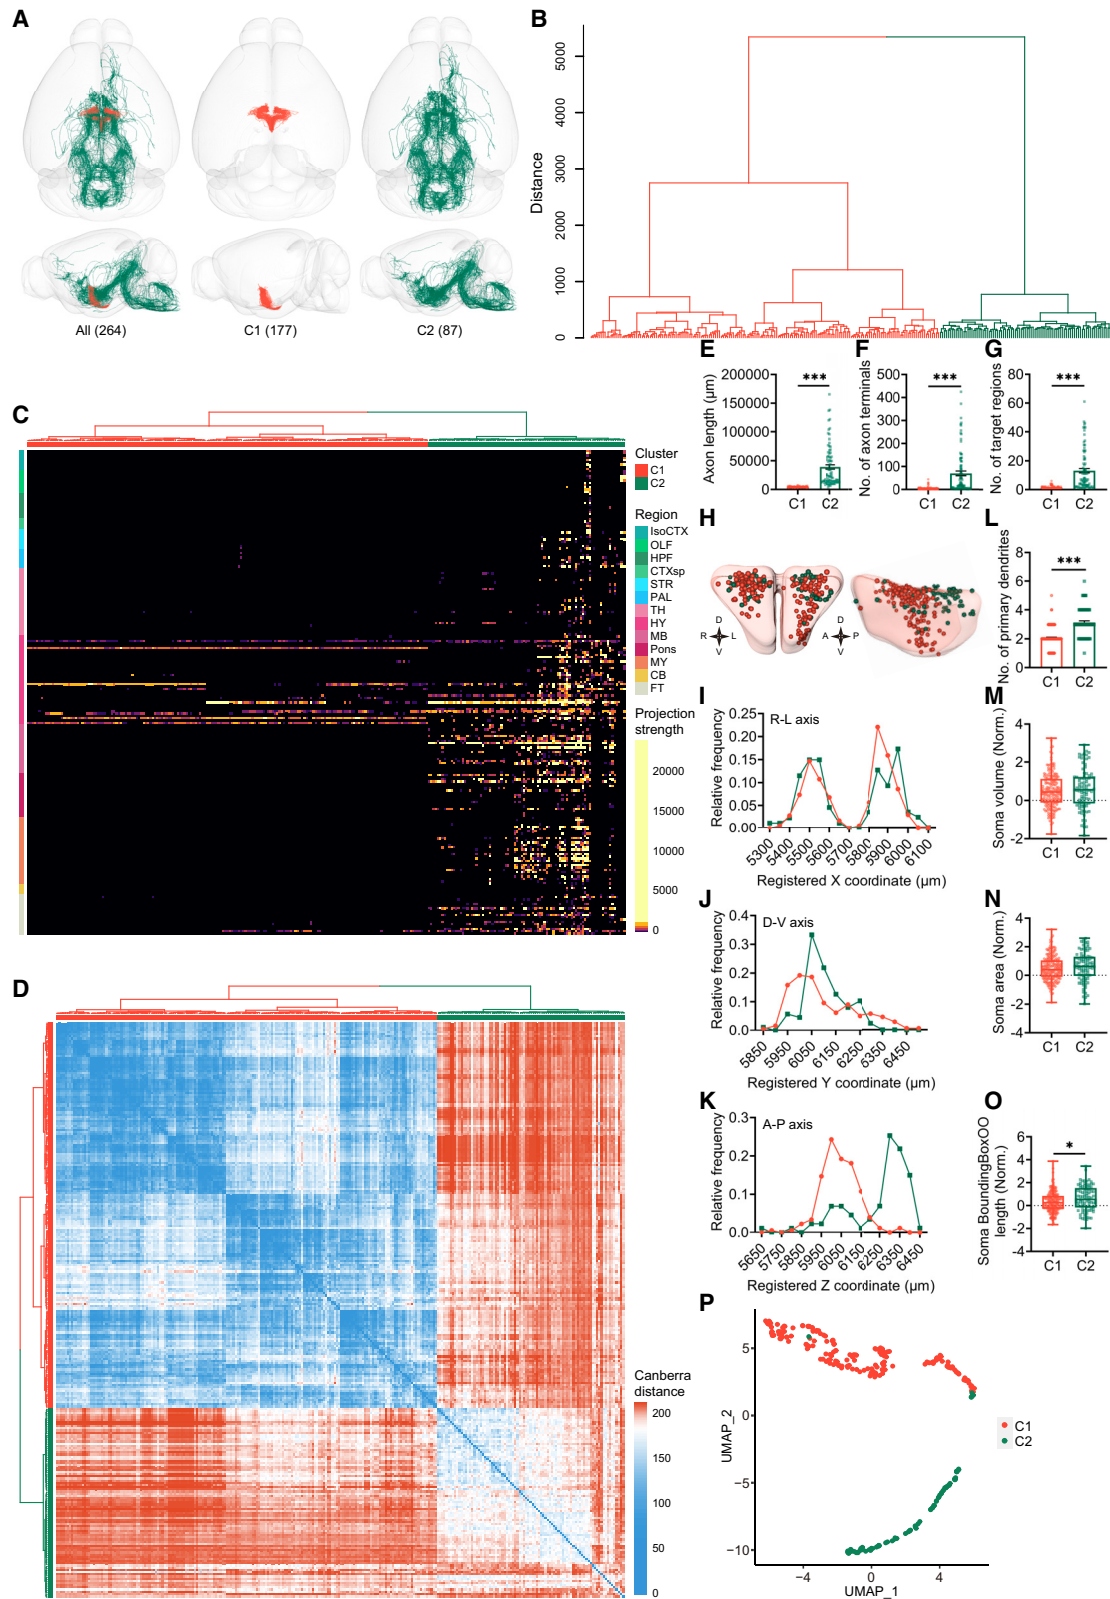 A
All (264)
C1 (177)
C2 (87)
B
Distance
5000
4000
3000
2000
1000
0
C
Cluster
C1
C2
Region
IsoCTX
OLF
HPF
CTXsp
STR
PAL
TH
HY
MB
Pons
MY
CB
FT
Projection
strength
20000
15000
10000
5000
0
D
Canberra
distance
200
150
100
50
0
E
Axon length (µm)
200000
150000
100000
50000
0
***
C1 C2
F
No. of axon terminals
500
400
300
200
100
0
***
C1 C2
G
No. of target regions
80
60
40
20
0
***
C1 C2
H
D
R L
V
D
A P
V
L
No. of primary dendrites
8
6
4
2
0
***
C1 C2
I
R-L axis
Relative frequency
0.25
0.20
0.15
0.10
0.05
0.00
5300 5400 5500 5600 5700 5800 5900 6000 6100
Registered X coordinate (µm)
M
Soma volume (Norm.)
4
2
0
−2
C1 C2
J
D-V axis
Relative frequency
0.4
0.3
0.2
0.1
0.0
5850 5950 6050 6150 6250 6350 6450
Registered Y coordinate (µm)
N
Soma area (Norm.)
4
2
0
−2
−4
C1 C2
K
A-P axis
Relative frequency
0.3
0.2
0.1
0.0
5650 5750 5850 5950 6050 6150 6250 6350 6450
Registered Z coordinate (µm)
O
Soma BoundingBoxOO
length (Norm.)
6
4
2
0
−2
−4
*
C1 C2
P
UMAP_2
5
0
−5
−10
−4 0 4
UMAP_1
C1
C2